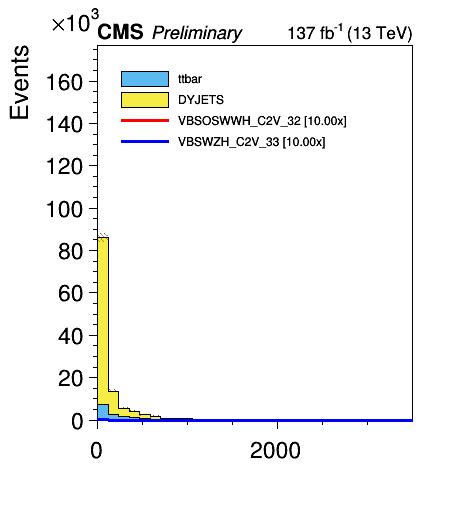 ×10³
CMS Preliminary 137 fb⁻¹ (13 TeV)
Events
ttbar
DYJETS
VBSOSWWH_C2V_32 [10.00x]
VBSWZH_C2V_33 [10.00x]
160
140
120
100
80
60
40
20
0
0 2000